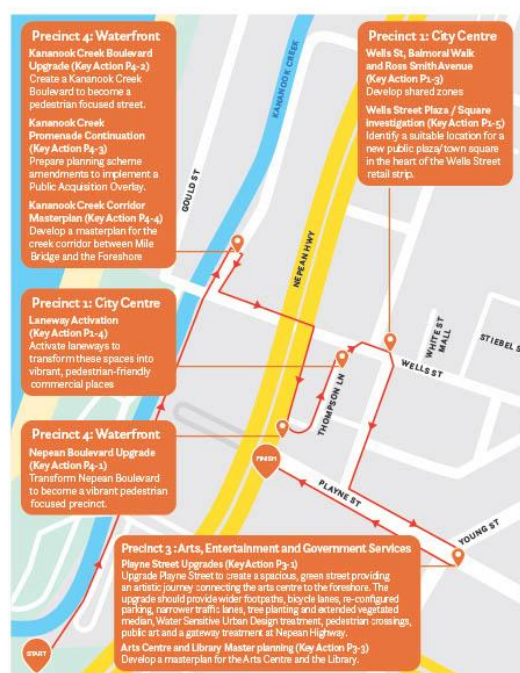 Precinct 4: Waterfront
Kananook Creek Boulevard
Upgrade (Key Action P4-2)
Create a Kananook Creek
Boulevard to become a
pedestrian focused street.
Kananook Creek
Promenade Continuation
(Key Action P4-3)
Prepare planning scheme
amendments to implement a
Public Acquisition Overlay.
Kananook Creek Corridor
Masterplan (Key Action P4-4)
Develop a masterplan for the
creek corridor between Mile
Bridge and the Foreshore
Precinct 1: City Centre
Wells St, Balmoral Walk
and Ross Smith Avenue
(Key Action P1-3)
Develop shared zones
Wells Street Plaza / Square
investigation (Key Action P1-5)
Identify a suitable location for a
new public plaza/town square
in the heart of the Wells Street
retail strip.
KANANOOK CREEK
GOULD ST
NEPEAN HWY
Precinct 1: City Centre
Laneway Activation
(Key Action P1-4)
Activate laneways to
transform these spaces into
vibrant, pedestrian-friendly
commercial places
WHITE ST
MALL
STIEBEL S
WELLS ST
THOMPSON LN
Precinct 4: Waterfront
Nepean Boulevard Upgrade
(Key Action P4-1)
Transform Nepean Boulevard
to become a vibrant pedestrian
focused precinct.
FINISH
PLAYNE ST
YOUNG ST
Precinct 3 : Arts, Entertainment and Government Services
Playne Street Upgrades (Key Action P3-1)
Upgrade Playne Street to create a spacious, green street providing
an artistic journey connecting the arts centre to the foreshore. The
upgrade should provide wider footpaths, bicycle lanes, re-configured
parking, narrower traffic lanes, tree planting and extended vegetated
median, Water Sensitive Urban Design treatment, pedestrian crossings,
public art and a gateway treatment at Nepean Highway.
Arts Centre and Library Master planning (Key Action P3-3)
Develop a masterplan for the Arts Centre and the Library.
START